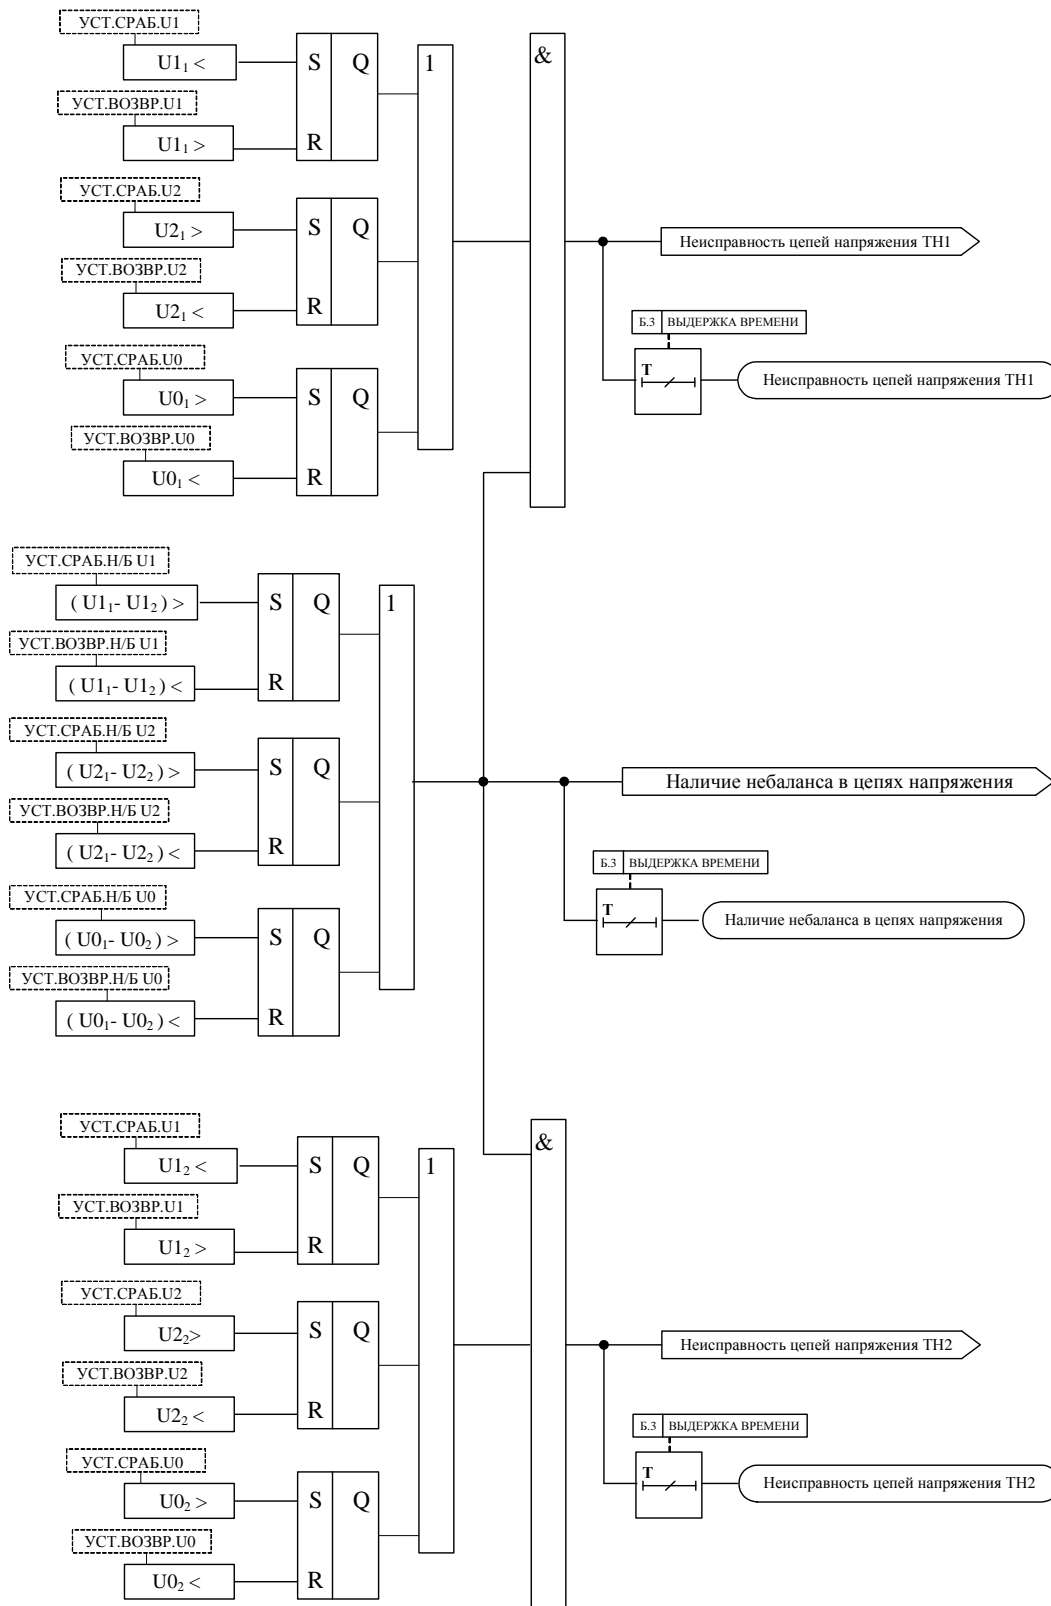 УСТ.СРАБ.U1
U1₁ <
S Q
1
&
УСТ.ВОЗВР.U1
U1₁ >
R
УСТ.СРАБ.U2
U2₁ >
S Q
Неисправность цепей напряжения ТН1
УСТ.ВОЗВР.U2
U2₁ <
R
Б.3 ВЫДЕРЖКА ВРЕМЕНИ
УСТ.СРАБ.U0
U0₁ >
S Q
T
Неисправность цепей напряжения ТН1
УСТ.ВОЗВР.U0
U0₁ <
R
УСТ.СРАБ.Н/Б U1
( U1₁- U1₂ ) >
S Q
1
УСТ.ВОЗВР.Н/Б U1
( U1₁- U1₂ ) <
R
УСТ.СРАБ.Н/Б U2
( U2₁- U2₂ ) >
S Q
Наличие небаланса в цепях напряжения
УСТ.ВОЗВР.Н/Б U2
( U2₁- U2₂ ) <
R
Б.3 ВЫДЕРЖКА ВРЕМЕНИ
УСТ.СРАБ.Н/Б U0
( U0₁- U0₂ ) >
S Q
T
Наличие небаланса в цепях напряжения
УСТ.ВОЗВР.Н/Б U0
( U0₁- U0₂ ) <
R
УСТ.СРАБ.U1
U1₂ <
S Q
1
&
УСТ.ВОЗВР.U1
U1₂ >
R
УСТ.СРАБ.U2
U2₂>
S Q
Неисправность цепей напряжения ТН2
УСТ.ВОЗВР.U2
U2₂ <
R
Б.3 ВЫДЕРЖКА ВРЕМЕНИ
УСТ.СРАБ.U0
U0₂ >
S Q
T
Неисправность цепей напряжения ТН2
УСТ.ВОЗВР.U0
U0₂ <
R